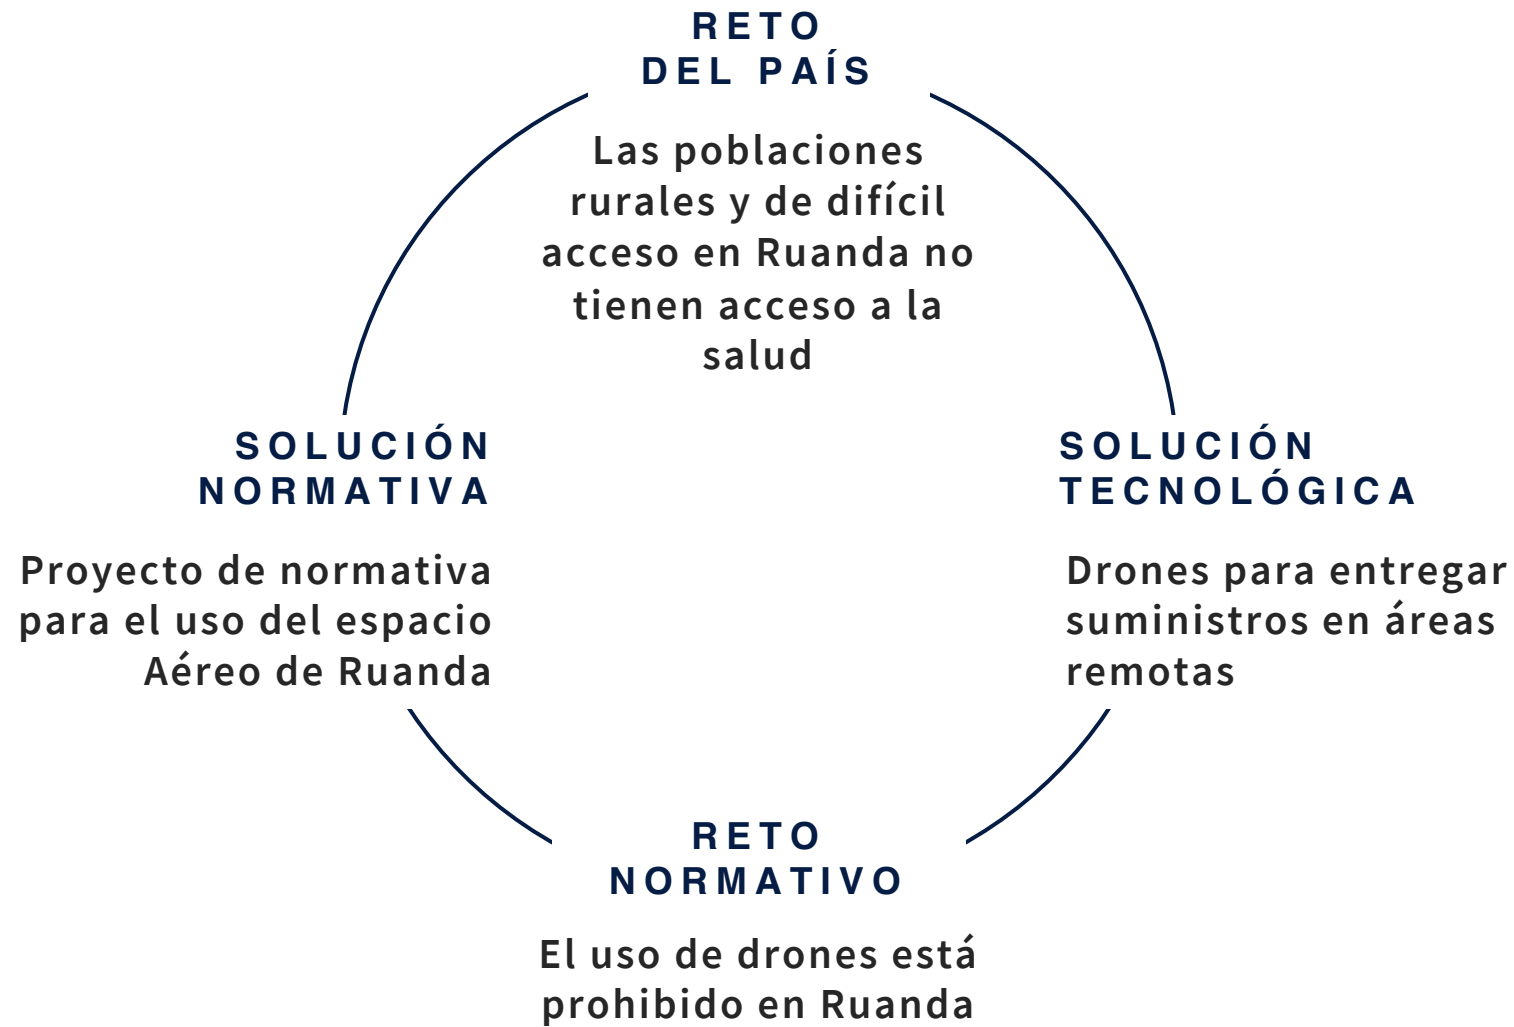 RETO
DEL PAÍS
Las poblaciones
rurales y de difícil
acceso en Ruanda no
tienen acceso a la
salud
SOLUCIÓN
NORMATIVA
Proyecto de normativa
para el uso del espacio
Aéreo de Ruanda
SOLUCIÓN
TECNOLÓGICA
Drones para entregar
suministros en áreas
remotas
RETO
NORMATIVO
El uso de drones está
prohibido en Ruanda